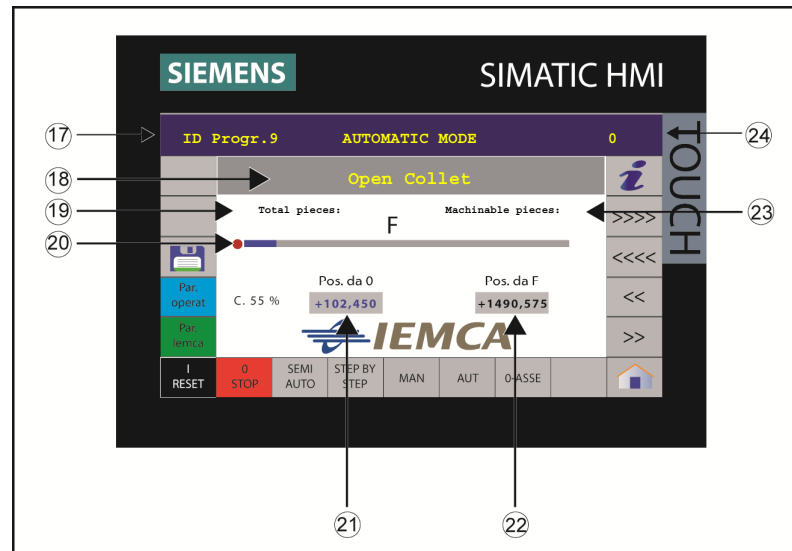 SIEMENS
SIMATIC HMI
TOUCH
17
ID Progr.9
AUTOMATIC MODE
0
24
18
Open Collet
i
19
Total pieces:
F
Machinable pieces:
>>>>
23
20
<<<<
Par.
operat
C. 55 %
Pos. da 0
+102,450
Pos. da F
+1490,575
<<
Par.
Iemca
IEMCA
>>
I
RESET
0
STOP
SEMI
AUTO
STEP BY
STEP
MAN
AUT
0-ASSE
21
22